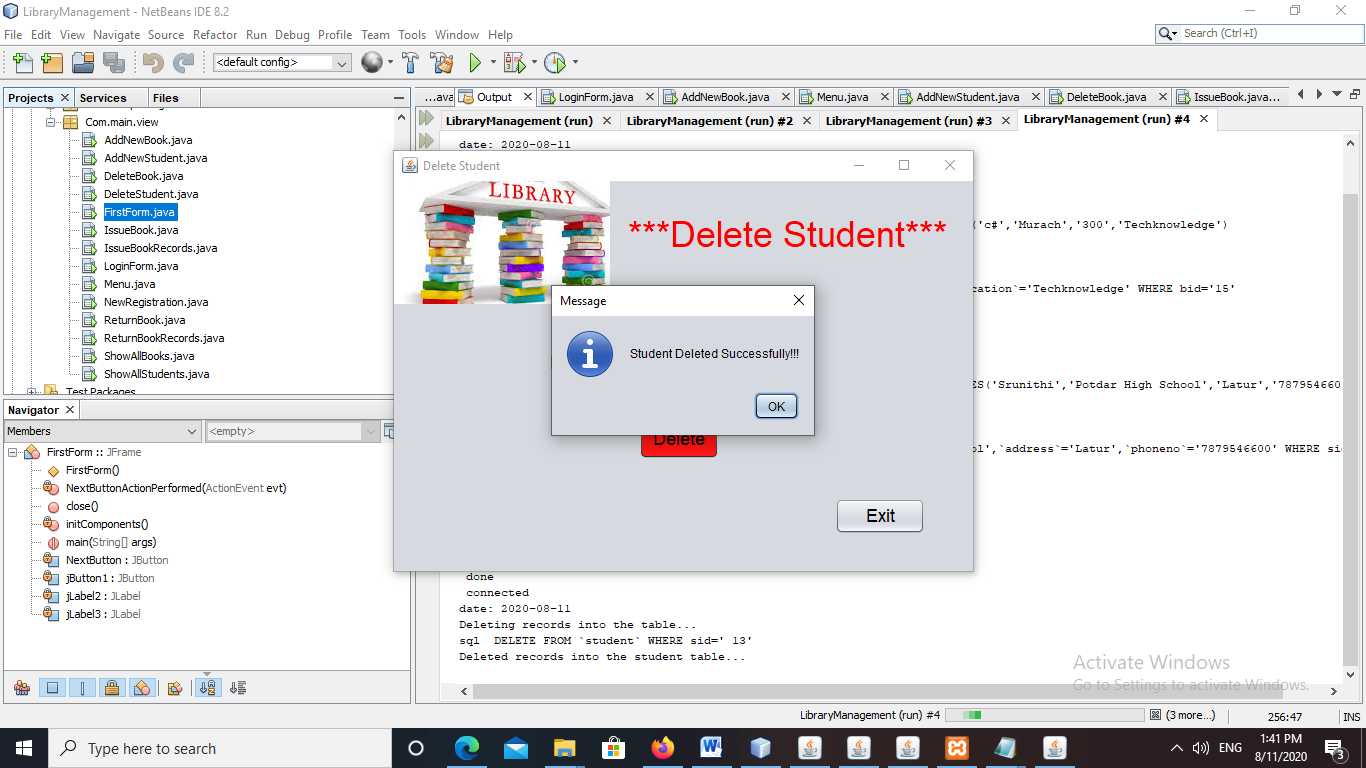 LibraryManagement - NetBeans IDE 8.2
File Edit View Navigate Source Refactor Run Debug Profile Team Tools Window Help
Search (Ctrl+I)
<default config>
Projects Services Files
...ava Output LoginForm.java AddNewBook.java Menu.java AddNewStudent.java DeleteBook.java IssueBook.java...
LibraryManagement (run) LibraryManagement (run) #2 LibraryManagement (run) #3 LibraryManagement (run) #4
Com.main.view
AddNewBook.java
AddNewStudent.java
DeleteBook.java
DeleteStudent.java
FirstForm.java
IssueBook.java
IssueBookRecords.java
LoginForm.java
Menu.java
NewRegistration.java
ReturnBook.java
ReturnBookRecords.java
ShowAllBooks.java
ShowAllStudents.java
Test Packages
Navigator
Members <empty>
FirstForm :: JFrame
FirstForm()
NextButtonActionPerformed(ActionEvent evt)
close()
initComponents()
main(String[] args)
NextButton : JButton
jButton1 : JButton
jLabel2 : JLabel
jLabel3 : JLabel
date: 2020-08-11
Delete Student
LIBRARY
***Delete Student***
Message
Student Deleted Successfully!!!
OK
Delete
Exit
('c#','Murach','300','Techknowledge')
cation`='Techknowledge' WHERE bid='15'
ES('Srunithi','Potdar High School','Latur','787954660
ol',`address`='Latur',`phoneno`='7879546600' WHERE si
done
connected
date: 2020-08-11
Deleting records into the table...
sql DELETE FROM `student` WHERE sid=' 13'
Deleted records into the student table...
Activate Windows
Go to Settings to activate Windows.
LibraryManagement (run) #4 (3 more...) 256:47 INS
Type here to search
ENG
1:41 PM
8/11/2020
3